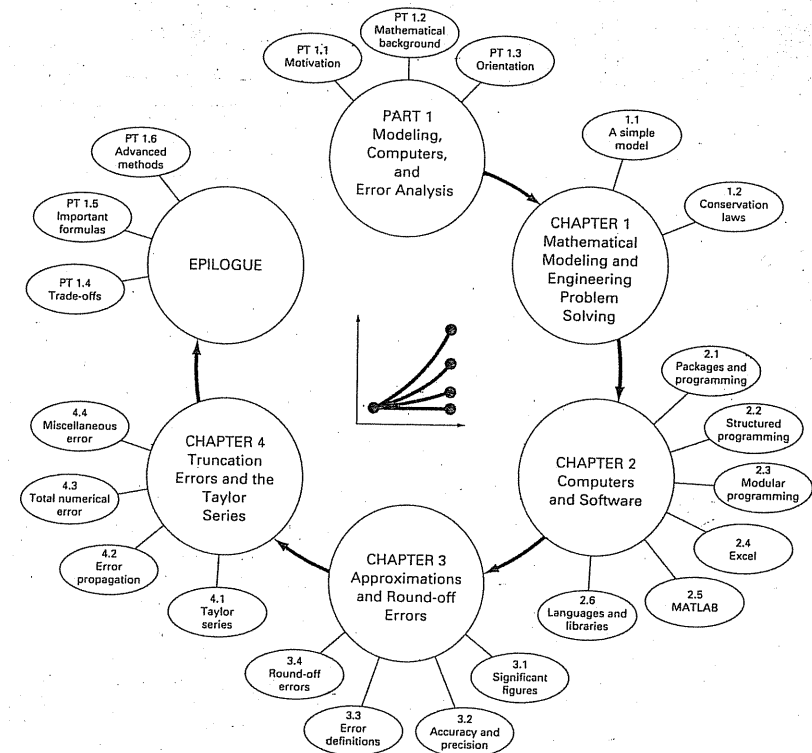 PT 1.1
Motivation
PT 1.2
Mathematical
background
PT 1.3
Orientation
PART 1
Modeling,
Computers,
and
Error Analysis
1.1
A simple
model
1.2
Conservation
laws
CHAPTER 1
Mathematical
Modeling and
Engineering
Problem
Solving
2.1
Packages and
programming
2.2
Structured
programming
2.3
Modular
programming
2.4
Excel
2.5
MATLAB
2.6
Languages and
libraries
CHAPTER 2
Computers
and Software
CHAPTER 3
Approximations
and Round-off
Errors
3.1
Significant
figures
3.2
Accuracy and
precision
3.3
Error
definitions
3.4
Round-off
errors
CHAPTER 4
Truncation
Errors and the
Taylor
Series
4.1
Taylor
series
4.2
Error
propagation
4.3
Total numerical
error
4.4
Miscellaneous
error
EPILOGUE
PT 1.4
Trade-offs
PT 1.5
Important
formulas
PT 1.6
Advanced
methods